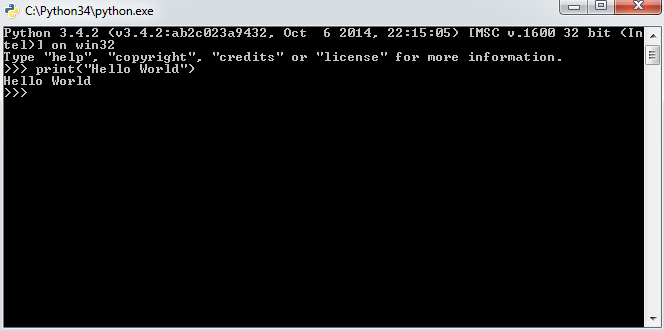 C:\Python34\python.exe
Python 3.4.2 (v3.4.2:ab2c023a9432, Oct  6 2014, 22:15:05) [MSC v.1600 32 bit (In
tel)] on win32
Type "help", "copyright", "credits" or "license" for more information.
>>> print("Hello World")
Hello World
>>>